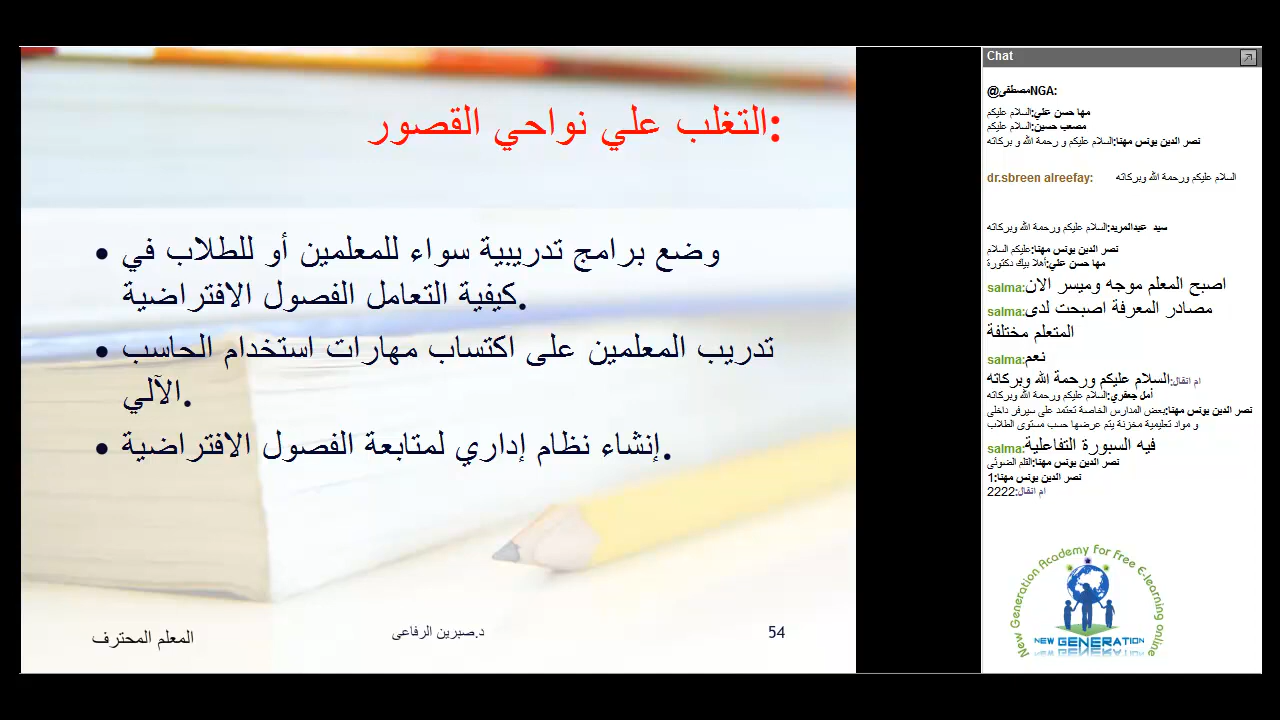 التغلب علي نواحي القصور:
• وضع برامج تدريبية سواء للمعلمين أو للطلاب في
كيفية التعامل الفصول الافتراضية.
• تدريب المعلمين على اكتساب مهارات استخدام الحاسب
الآلي.
• إنشاء نظام إداري لمتابعة الفصول الافتراضية.
المعلم المحترف
د.صبرين الرفاعى
54
Chat
@مصطفىNGA:
مها حسن علي:السلام عليكم
مصعب حسين:السلام عليكم
نصر الدين يونس مهنا:السلام عليكم و رحمة الله و بركاته
dr.sbreen alreefay: السلام عليكم ورحمة الله وبركاته
سيد عبدالمريد:السلام عليكم ورحمة الله وبركاته
نصر الدين يونس مهنا:عليكم السلام
مها حسن علي:أهلا بيك دكتورة
salma:اصبح المعلم موجه وميسر الان
salma:مصادر المعرفة اصبحت لدى
المتعلم مختلفة
salma:نعم
ام انفال:السلام عليكم ورحمة الله وبركاته
أمل جعفري:السلام عليكم ورحمة الله وبركاته
نصر الدين يونس مهنا:بعض المدارس الخاصة تعتمد على سيرفر داخلى
و مواد تعليمية مخزنة يتم عرضها حسب مستوى الطلاب
salma:فيه السبورة التفاعلية
نصر الدين يونس مهنا:القلم الضوئى
نصر الدين يونس مهنا:1
ام انفال:2222
New Generation Academy For Free E-learning online
NEW GENERATION